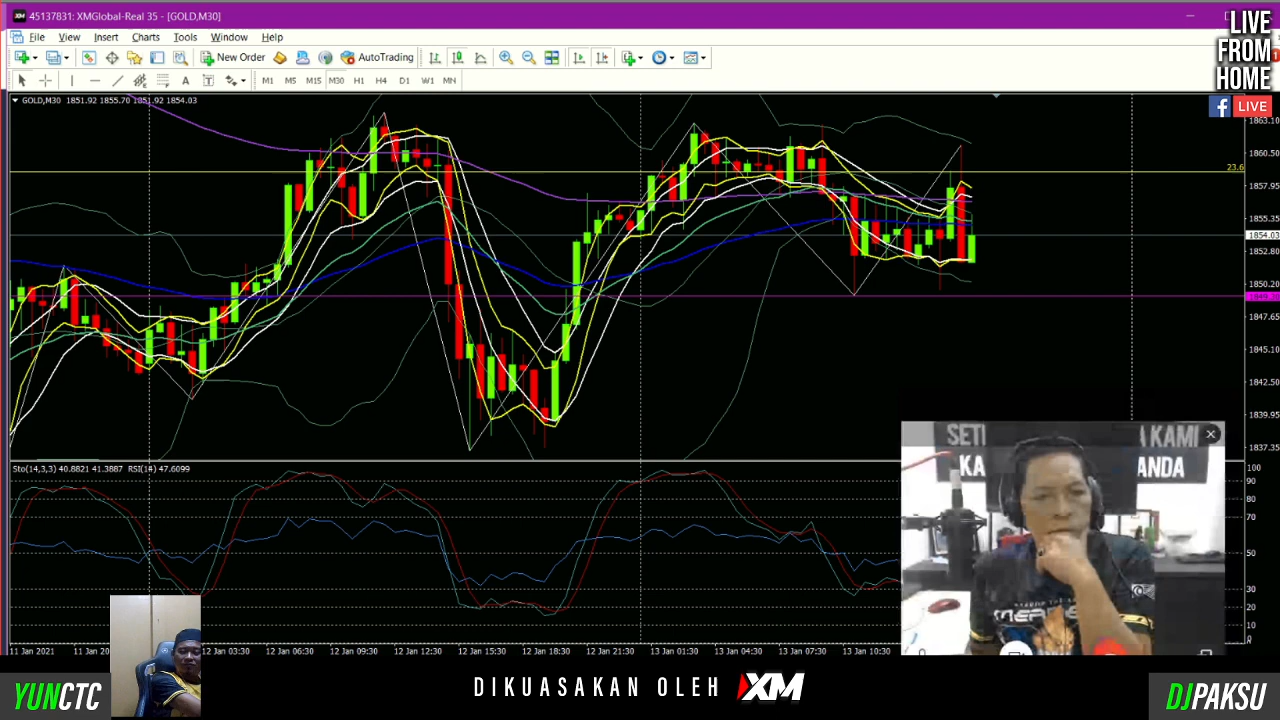 45137831: XMGlobal-Real 35 - [GOLD,M30]
LIVE
FROM
HOME
f LIVE
File View Insert Charts Tools Window Help
New Order AutoTrading
A T M1 M5 M15 M30 H1 H4 D1 W1 MN
GOLD,M30 1851.92 1855.70 1851.92 1854.03
1863.10
1860.50
23.6
1857.95
1855.35
1854.03
1852.80
1850.20
1847.65
1845.10
1842.50
1839.95
1837.35
SETI A KAMI
KA ANDA
Sto(14,3,3) 40.8821 41.3887 RSI(14) 47.6099
100
90
80
70
50
30
20
10
0
11 Jan 2021 11 Jan 20 12 Jan 03:30 12 Jan 06:30 12 Jan 09:30 12 Jan 12:30 12 Jan 15:30 12 Jan 18:30 12 Jan 21:30 13 Jan 01:30 13 Jan 04:30 13 Jan 07:30 13 Jan 10:30
YUNCTC
DIKUASAKAN OLEH XM
DJPAKSU